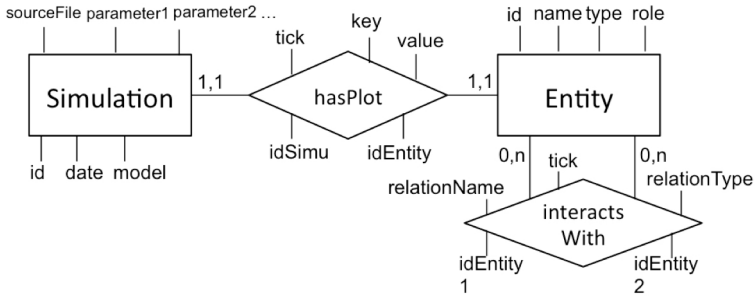 sourceFile parameter1 parameter2 ...
id name type role
tick key value
Simulation
1,1
hasPlot
1,1
Entity
idSimu idEntity
id date model
0,n
tick
0,n
relationName
relationType
interacts
With
idEntity
1
idEntity
2